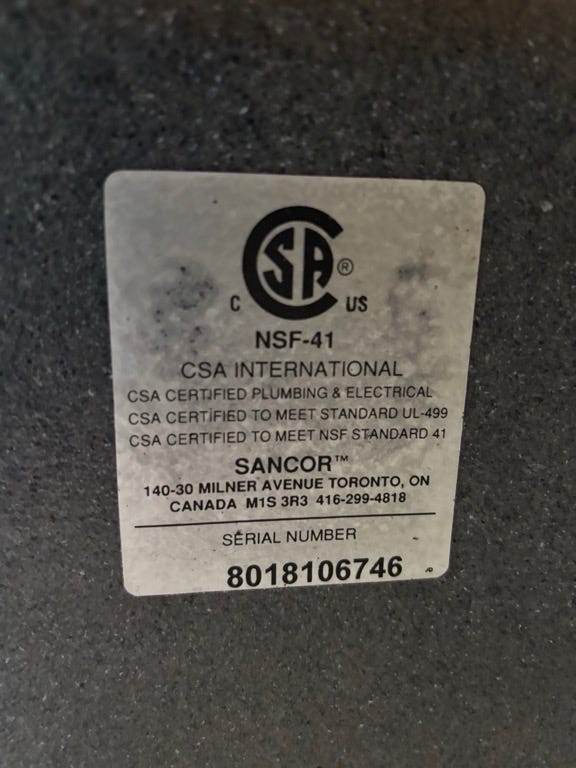 CSA ®
C US
NSF-41
CSA INTERNATIONAL
CSA CERTIFIED PLUMBING & ELECTRICAL
CSA CERTIFIED TO MEET STANDARD UL-499
CSA CERTIFIED TO MEET NSF STANDARD 41
SANCOR™
140-30 MILNER AVENUE TORONTO, ON
CANADA M1S 3R3 416-299-4818
SERIAL NUMBER
8018106746